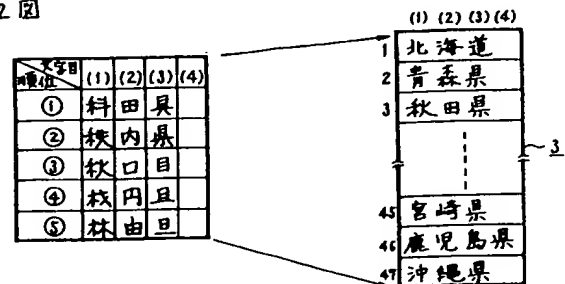 2 図
文字目 順位 (1) (2) (3) (4)
① 科 田 具
② 秩 内 県
③ 秋 口 目
④ 枚 円 且
⑤ 林 由 旦
(1) (2) (3) (4)
1 北海道
2 青森県
3 秋田県
3
45 宮崎県
46 鹿児島県
47 沖縄県